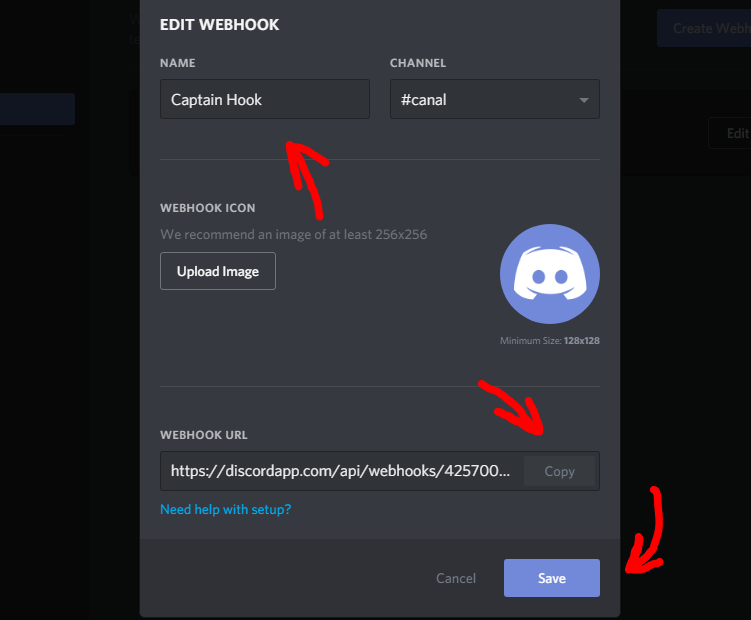 Create Webh
EDIT WEBHOOK
NAME
CHANNEL
Captain Hook
#canal
Edit
WEBHOOK ICON
We recommend an image of at least 256x256
Upload Image
Minimum Size: 128x128
WEBHOOK URL
https://discordapp.com/api/webhooks/425700...
Copy
Need help with setup?
Cancel
Save